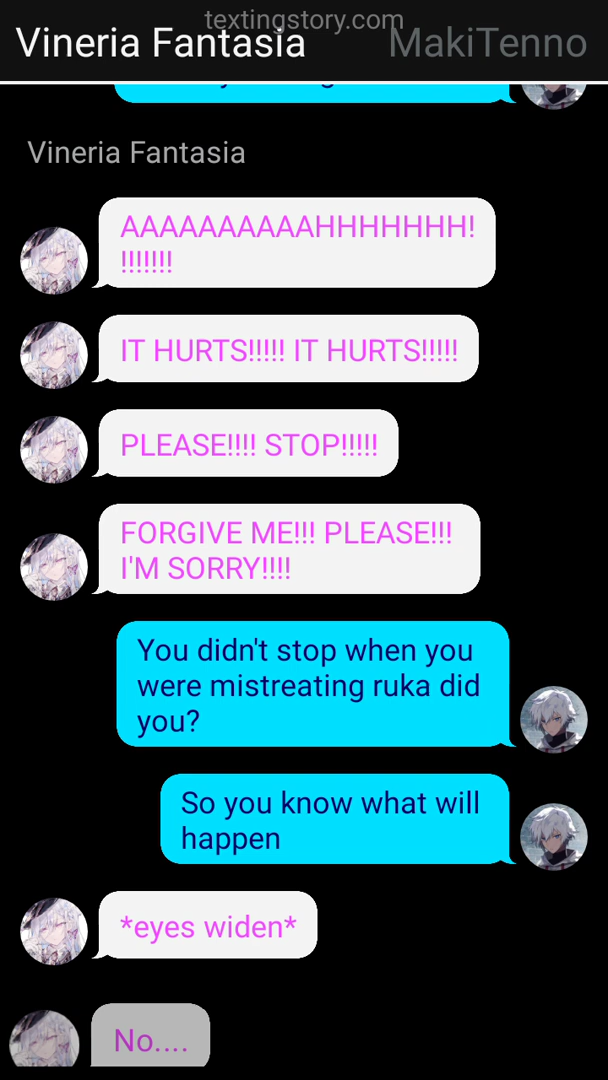 textingstory.com
Vineria Fantasia MakiTenno
Vineria Fantasia
AAAAAAAAAAHHHHHHH!
!!!!!!!
IT HURTS!!!!! IT HURTS!!!!!
PLEASE!!!! STOP!!!!!
FORGIVE ME!!! PLEASE!!!
I'M SORRY!!!!
You didn't stop when you
were mistreating ruka did
you?
So you know what will
happen
*eyes widen*
No....